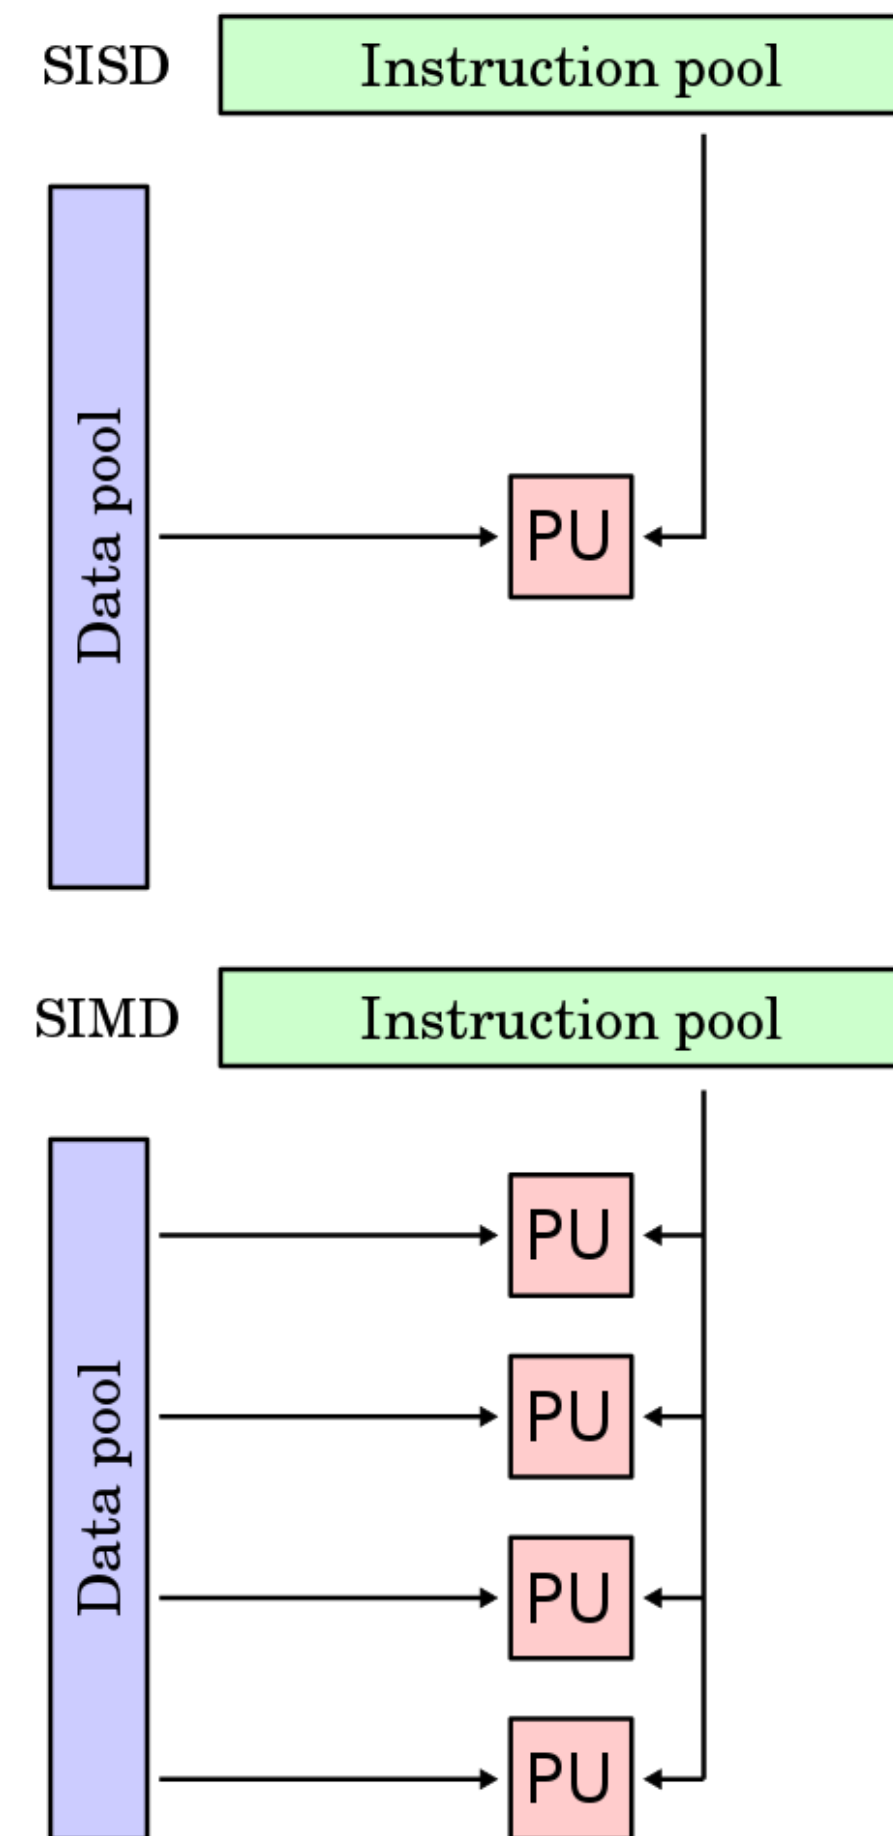 SISD
Instruction pool
Data pool
PU
SIMD
Instruction pool
Data pool
PU
PU
PU
PU